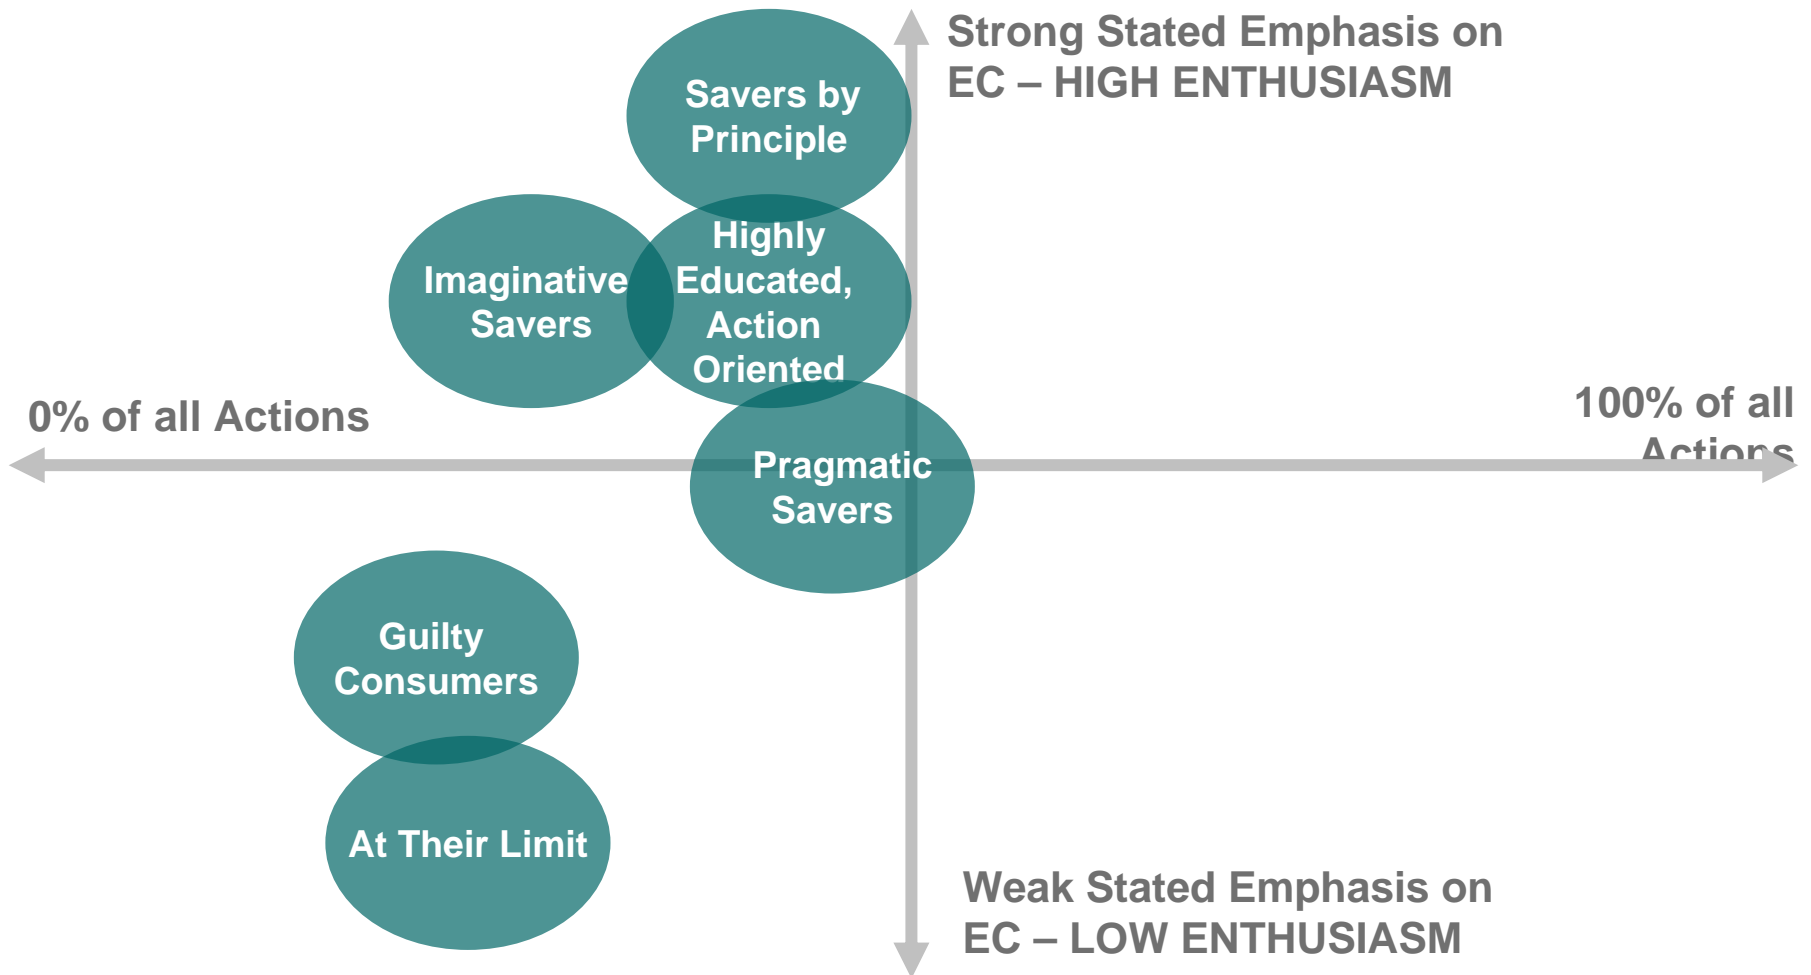 Strong Stated Emphasis on
EC – HIGH ENTHUSIASM
Savers by
Principle
Highly
Educated,
Action
Oriented
Imaginative
Savers
0% of all Actions
100% of all
Actions
Pragmatic
Savers
Guilty
Consumers
At Their Limit
Weak Stated Emphasis on
EC – LOW ENTHUSIASM